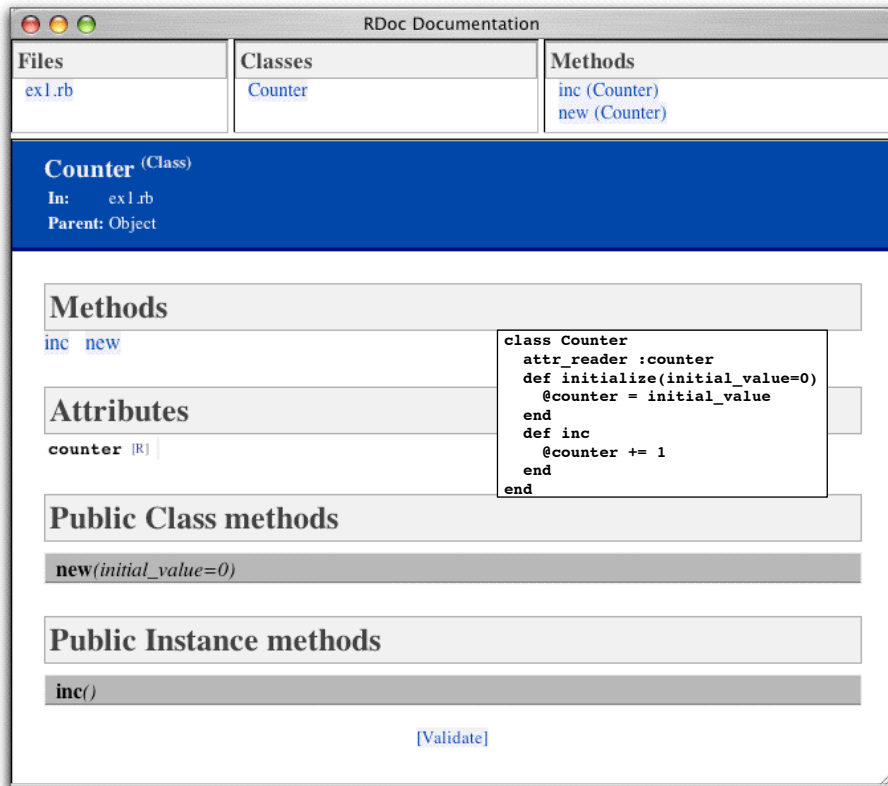 RDoc Documentation
Files
ex1.rb
Classes
Counter
Methods
inc (Counter)
new (Counter)
Counter (Class)
In: ex1.rb
Parent: Object
Methods
inc new
class Counter
  attr_reader :counter
  def initialize(initial_value=0)
    @counter = initial_value
  end
  def inc
    @counter += 1
  end
end
Attributes
counter [R]
Public Class methods
new(initial_value=0)
Public Instance methods
inc()
[Validate]